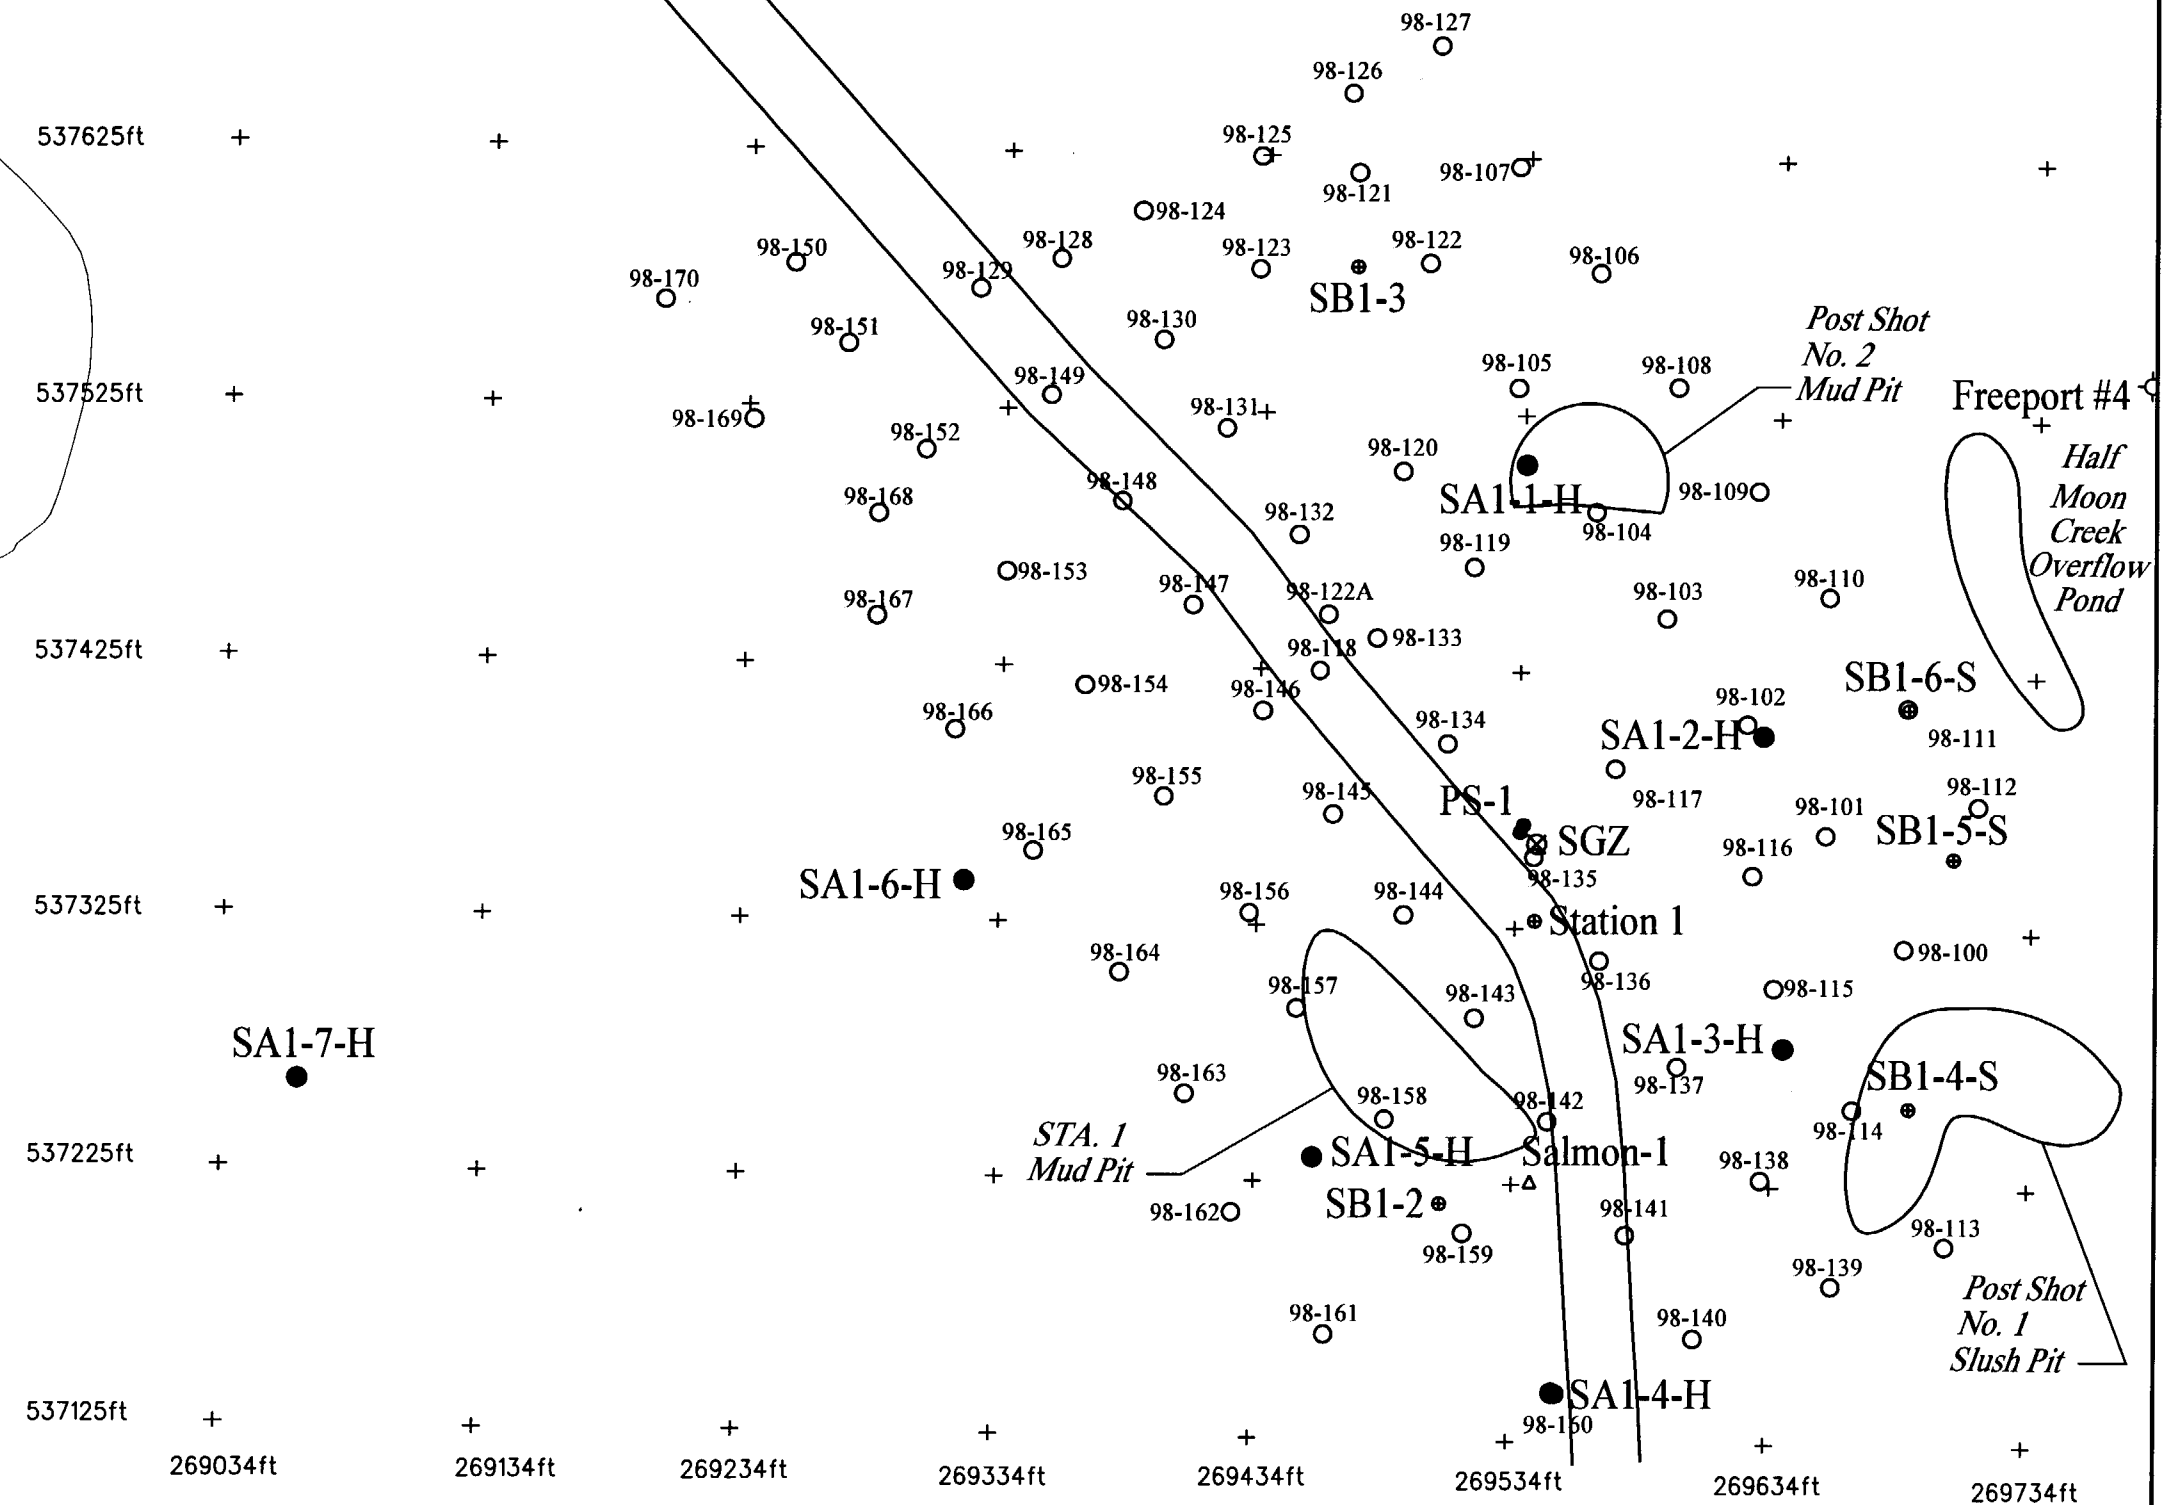 98-127
98-126
98-125
537625ft
98-107
98-121
98-124
98-150
98-128
98-123
98-122
98-106
98-170
98-129
SB1-3
98-151
98-130
Post Shot
No. 2
Mud Pit
98-105
98-108
98-149
537525ft
Freeport #4
98-169
98-131
98-152
98-120
Half
Moon
Creek
Overflow
Pond
98-168
98-148
SA1-1-H
98-109
98-132
98-104
98-119
98-153
98-147
98-122A
98-110
98-167
98-103
98-133
537425ft
98-118
98-154
98-146
SB1-6-S
98-102
98-166
98-134
SA1-2-H
98-111
98-155
98-145
PS-1
98-117
98-112
98-101
SB1-5-S
98-165
SGZ
98-116
98-135
SA1-6-H
98-156
98-144
537325ft
Station 1
98-164
98-100
98-157
98-143
98-136
98-115
SA1-7-H
SA1-3-H
98-163
98-137
SB1-4-S
98-158
98-142
98-114
STA. 1
Mud Pit
SA1-5-H
Salmon-1
537225ft
98-138
98-162
SB1-2
98-141
98-159
98-113
98-139
98-161
98-140
Post Shot
No. 1
Slush Pit
SA1-4-H
537125ft
98-160
269034ft
269134ft
269234ft
269334ft
269434ft
269534ft
269634ft
269734ft